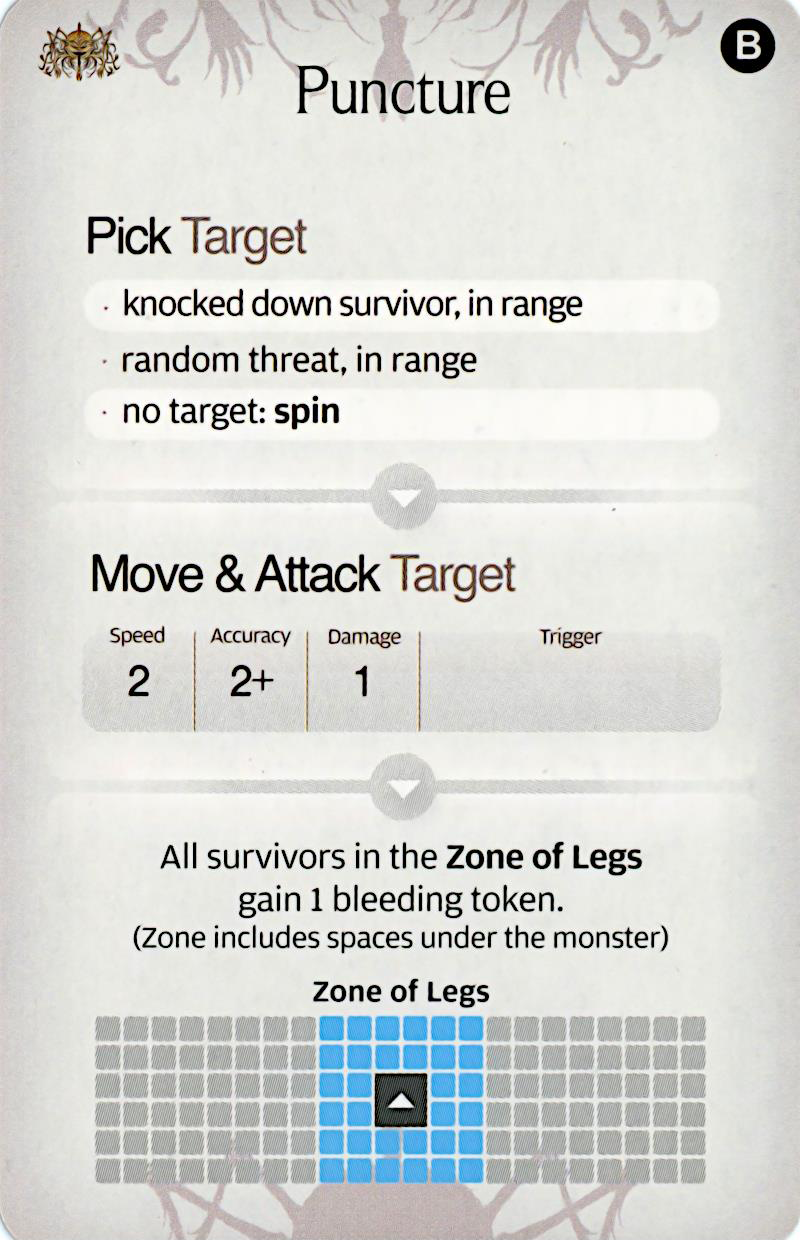 B
Puncture
Pick Target
· knocked down survivor, in range
· random threat, in range
· no target: spin
Move & Attack Target
Speed Accuracy Damage Trigger
2 2+ 1
All survivors in the Zone of Legs
gain 1 bleeding token.
(Zone includes spaces under the monster)
Zone of Legs